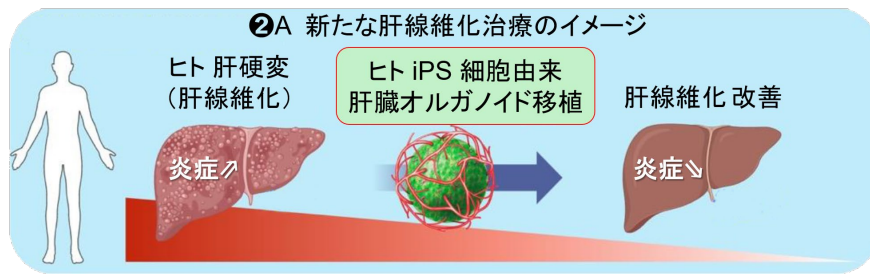 ❷A 新たな肝線維化治療のイメージ
ヒト 肝硬変
(肝線維化)
ヒト iPS 細胞由来
肝臓オルガノイド移植
肝線維化 改善
炎症⇗
炎症⇘